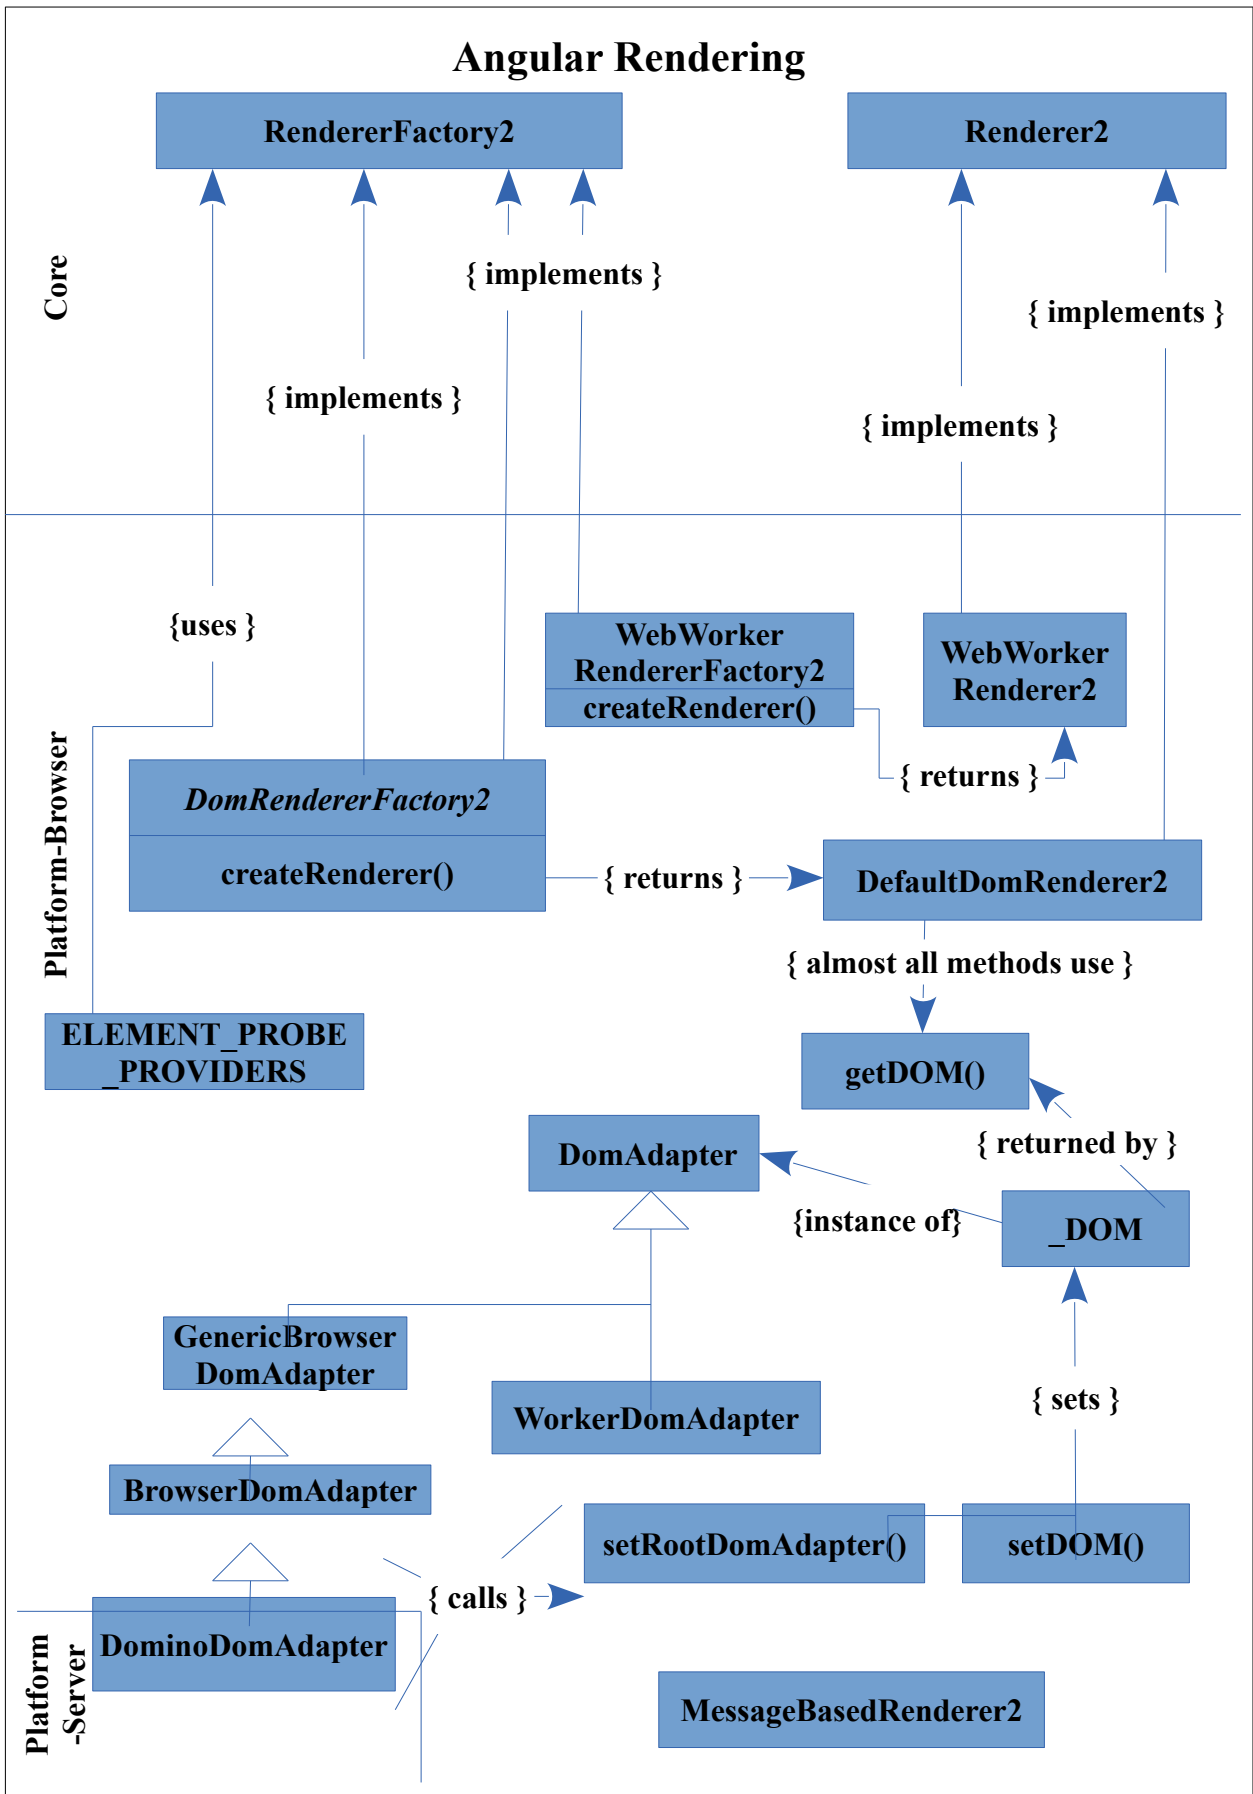 Angular Rendering
RendererFactory2
Renderer2
Core
{ implements }
{ implements }
{ implements }
{ implements }
{uses }
WebWorker
RendererFactory2
createRenderer()
WebWorker
Renderer2
{ returns }
Platform-Browser
DomRendererFactory2
createRenderer()
{ returns }
DefaultDomRenderer2
{ almost all methods use }
ELEMENT_PROBE
_PROVIDERS
getDOM()
DomAdapter
{ returned by }
{instance of}
_DOM
GenericBrowser
DomAdapter
WorkerDomAdapter
{ sets }
BrowserDomAdapter
setRootDomAdapter()
setDOM()
{ calls }
Platform
-Server
DominoDomAdapter
MessageBasedRenderer2